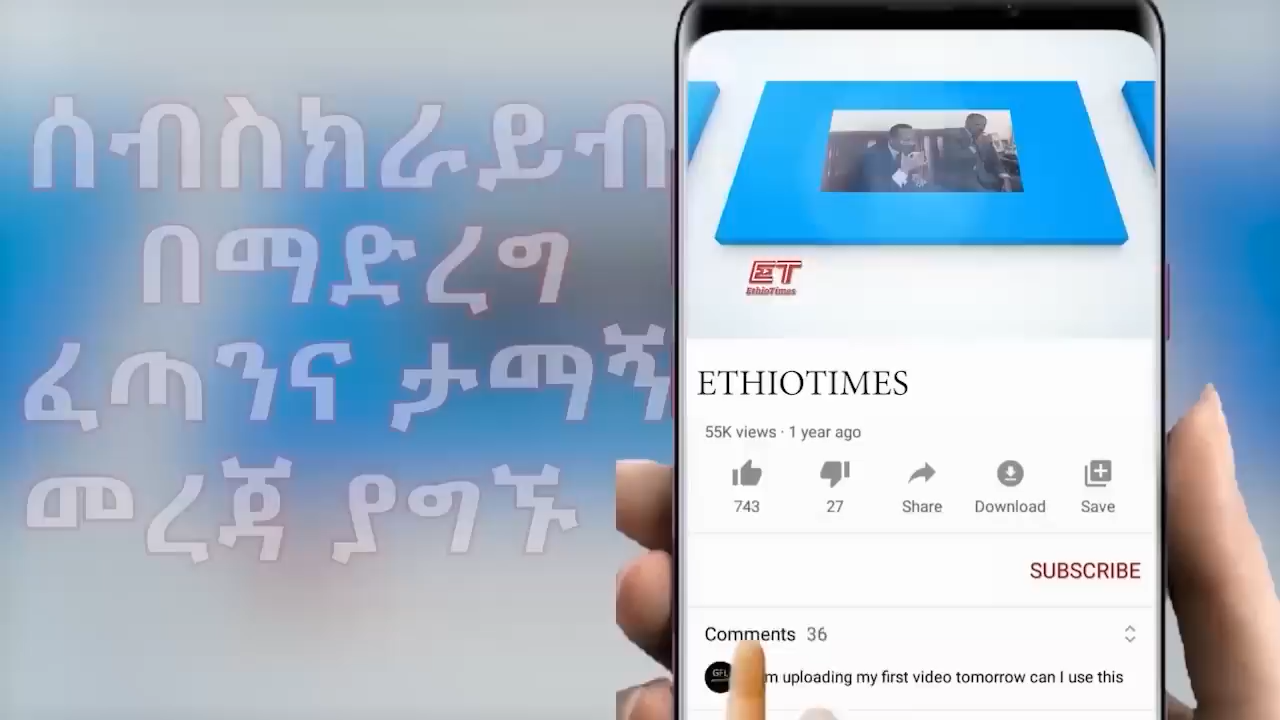 ሰብስክራይብ
በማድረግ
ፈጣንና ታማኝ
መረጃ ያግኙ
ET
EthioTimes
ETHIOTIMES
55K views · 1 year ago
743
27
Share
Download
Save
SUBSCRIBE
Comments 36
GFL
uploading my first video tomorrow can I use this